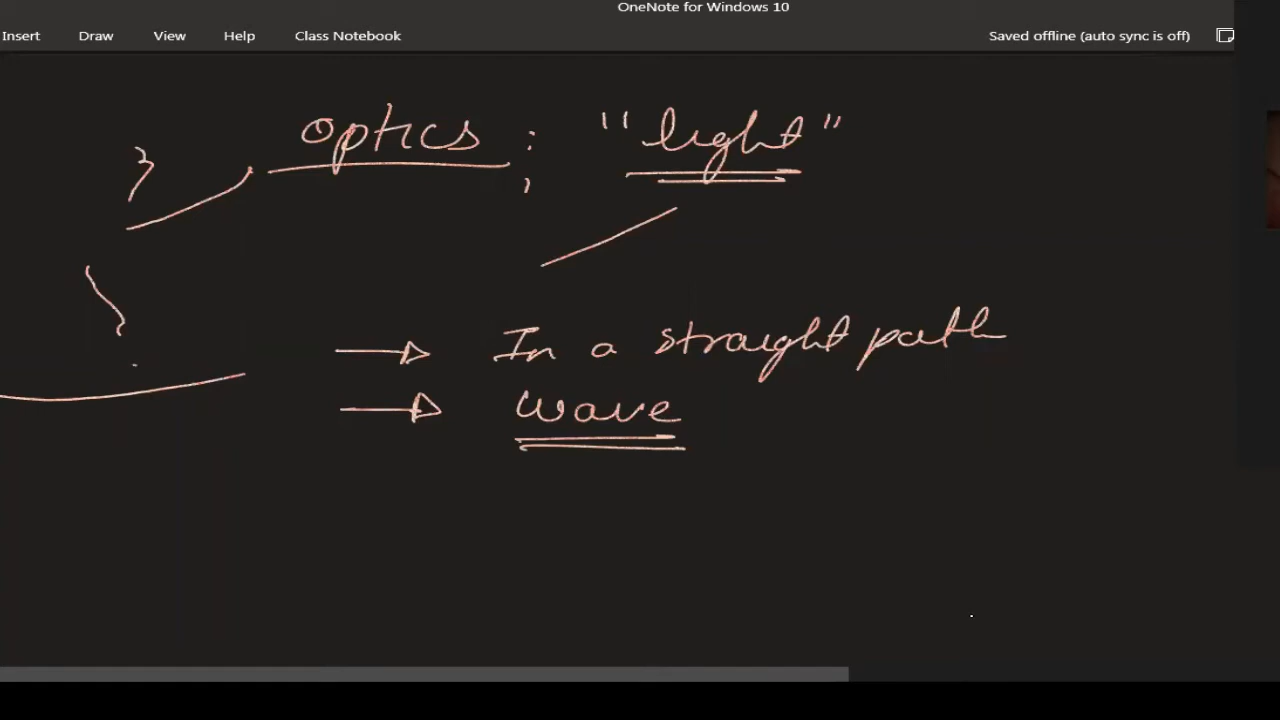 OneNote for Windows 10
Insert Draw View Help Class Notebook Saved offline (auto sync is off)
optics : "light"
→ In a straight path
→ wave